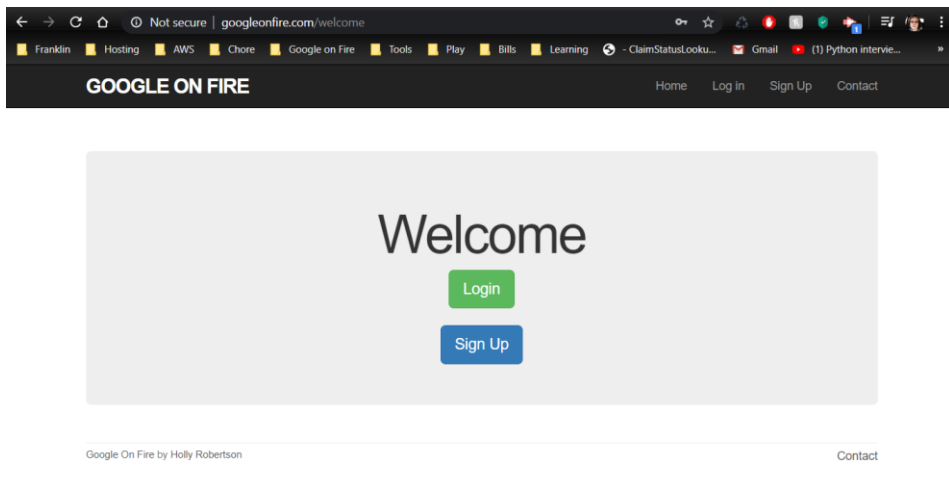 Not secure | googleonfire.com/welcome
Franklin Hosting AWS Chore Google on Fire Tools Play Bills Learning - ClaimStatusLooku... Gmail (1) Python intervie... »
GOOGLE ON FIRE Home Log in Sign Up Contact
Welcome
Login
Sign Up
Google On Fire by Holly Robertson Contact